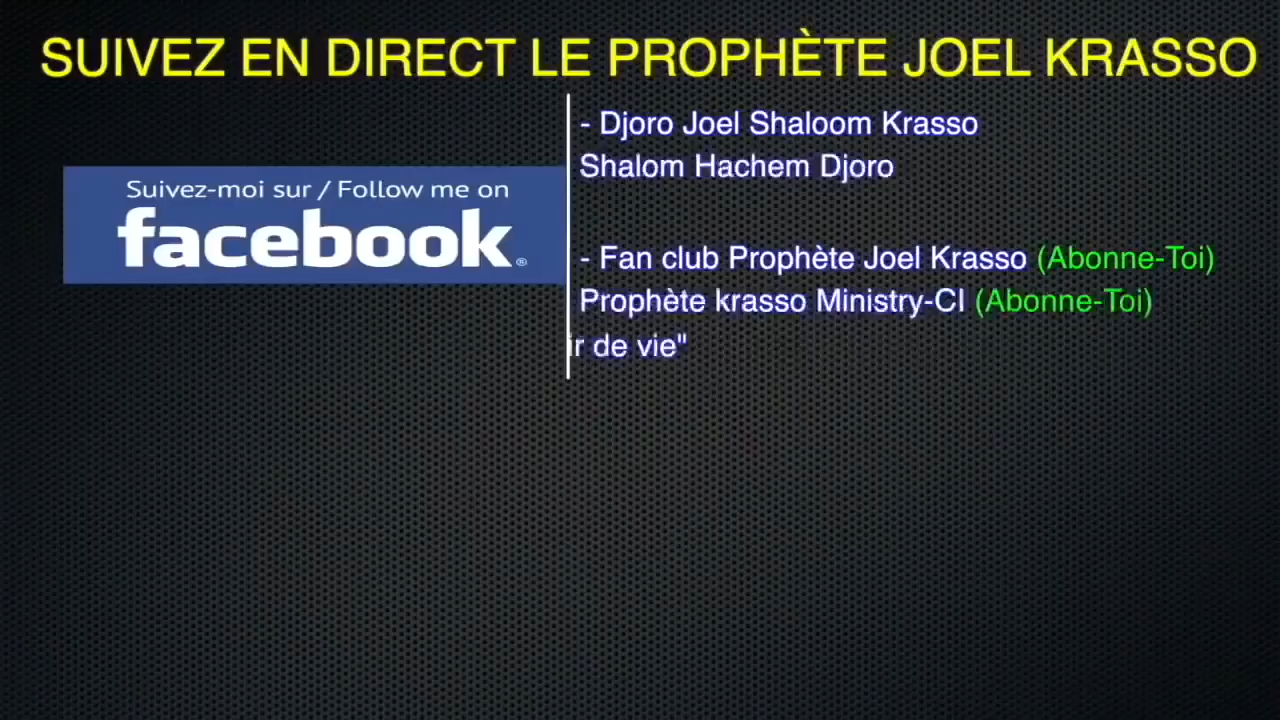 SUIVEZ EN DIRECT LE PROPHÈTE JOEL KRASSO
Suivez-moi sur / Follow me on
facebook®
- Djoro Joel Shaloom Krasso
Shalom Hachem Djoro
- Fan club Prophète Joel Krasso (Abonne-Toi)
Prophète krasso Ministry-CI (Abonne-Toi)
de vie"